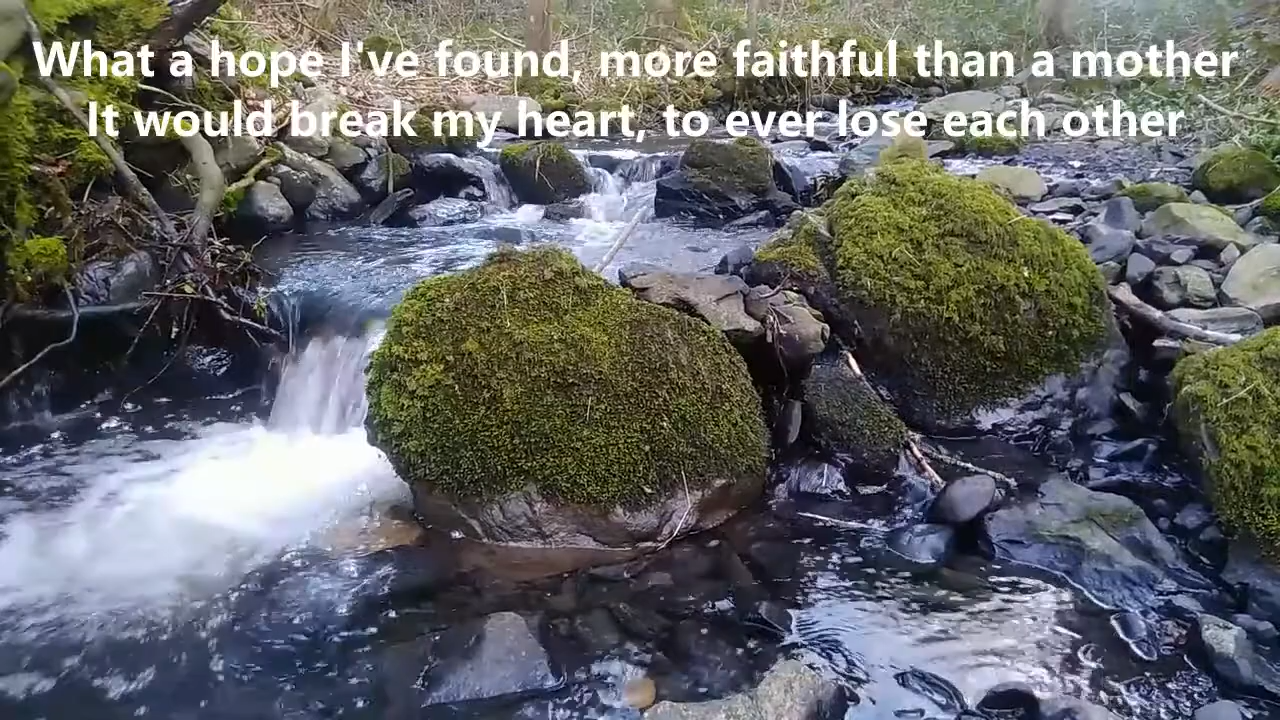 What a hope I've found, more faithful than a mother
It would break my heart, to ever lose each other